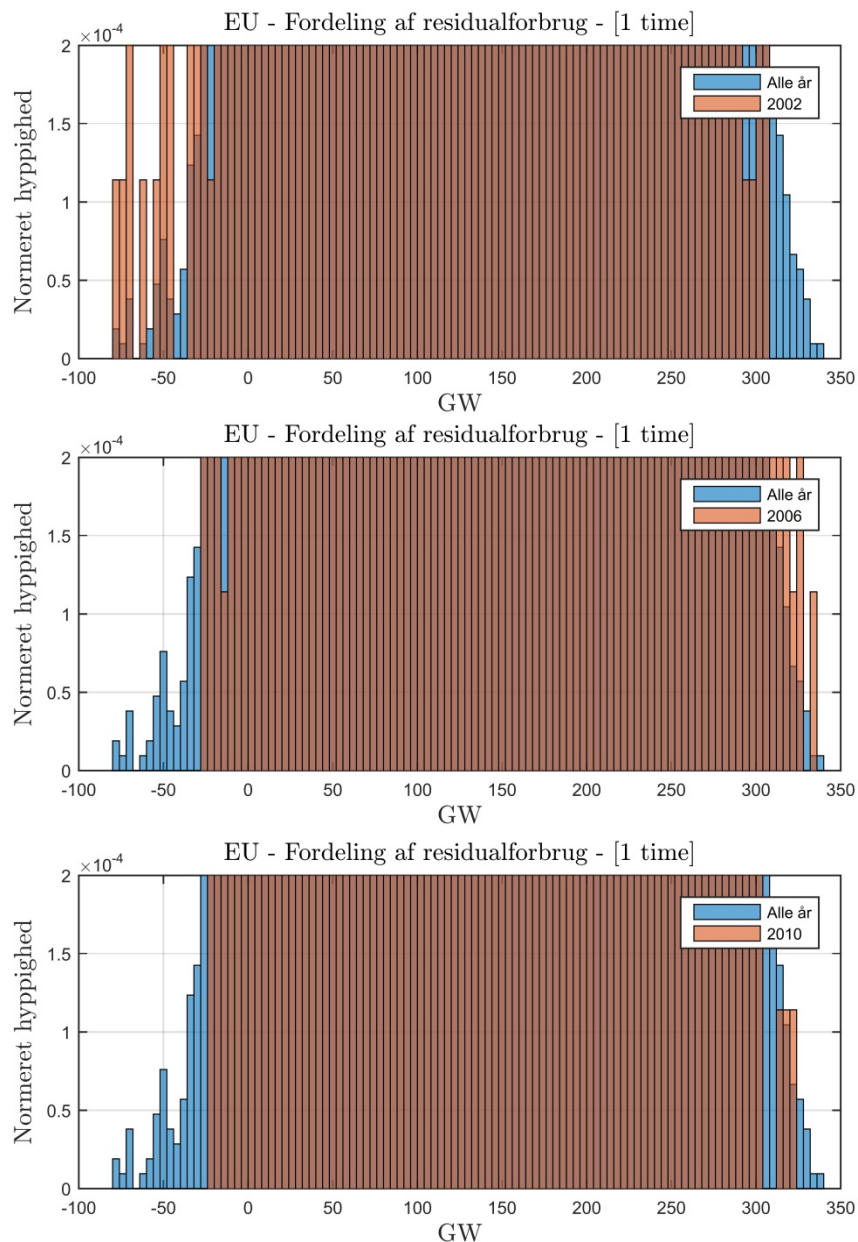 EU - Fordeling af residualforbrug - [1 time]
×10⁻⁴
2
1.5
1
0.5
0
Normeret hyppighed
Alle år
2002
-100 -50 0 50 100 150 200 250 300 350
GW
EU - Fordeling af residualforbrug - [1 time]
×10⁻⁴
2
1.5
1
0.5
0
Normeret hyppighed
Alle år
2006
-100 -50 0 50 100 150 200 250 300 350
GW
EU - Fordeling af residualforbrug - [1 time]
×10⁻⁴
2
1.5
1
0.5
0
Normeret hyppighed
Alle år
2010
-100 -50 0 50 100 150 200 250 300 350
GW